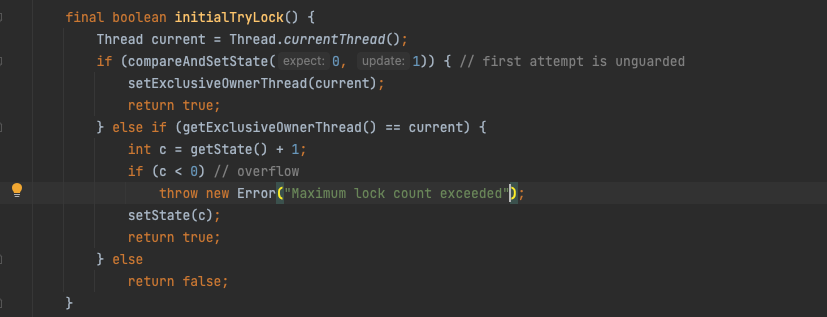 final boolean initialTryLock() {
Thread current = Thread.currentThread();
if (compareAndSetState( expect: 0, update: 1)) { // first attempt is unguarded
setExclusiveOwnerThread(current);
return true;
} else if (getExclusiveOwnerThread() == current) {
int c = getState() + 1;
if (c < 0) // overflow
throw new Error("Maximum lock count exceeded");
setState(c);
return true;
} else
return false;
}